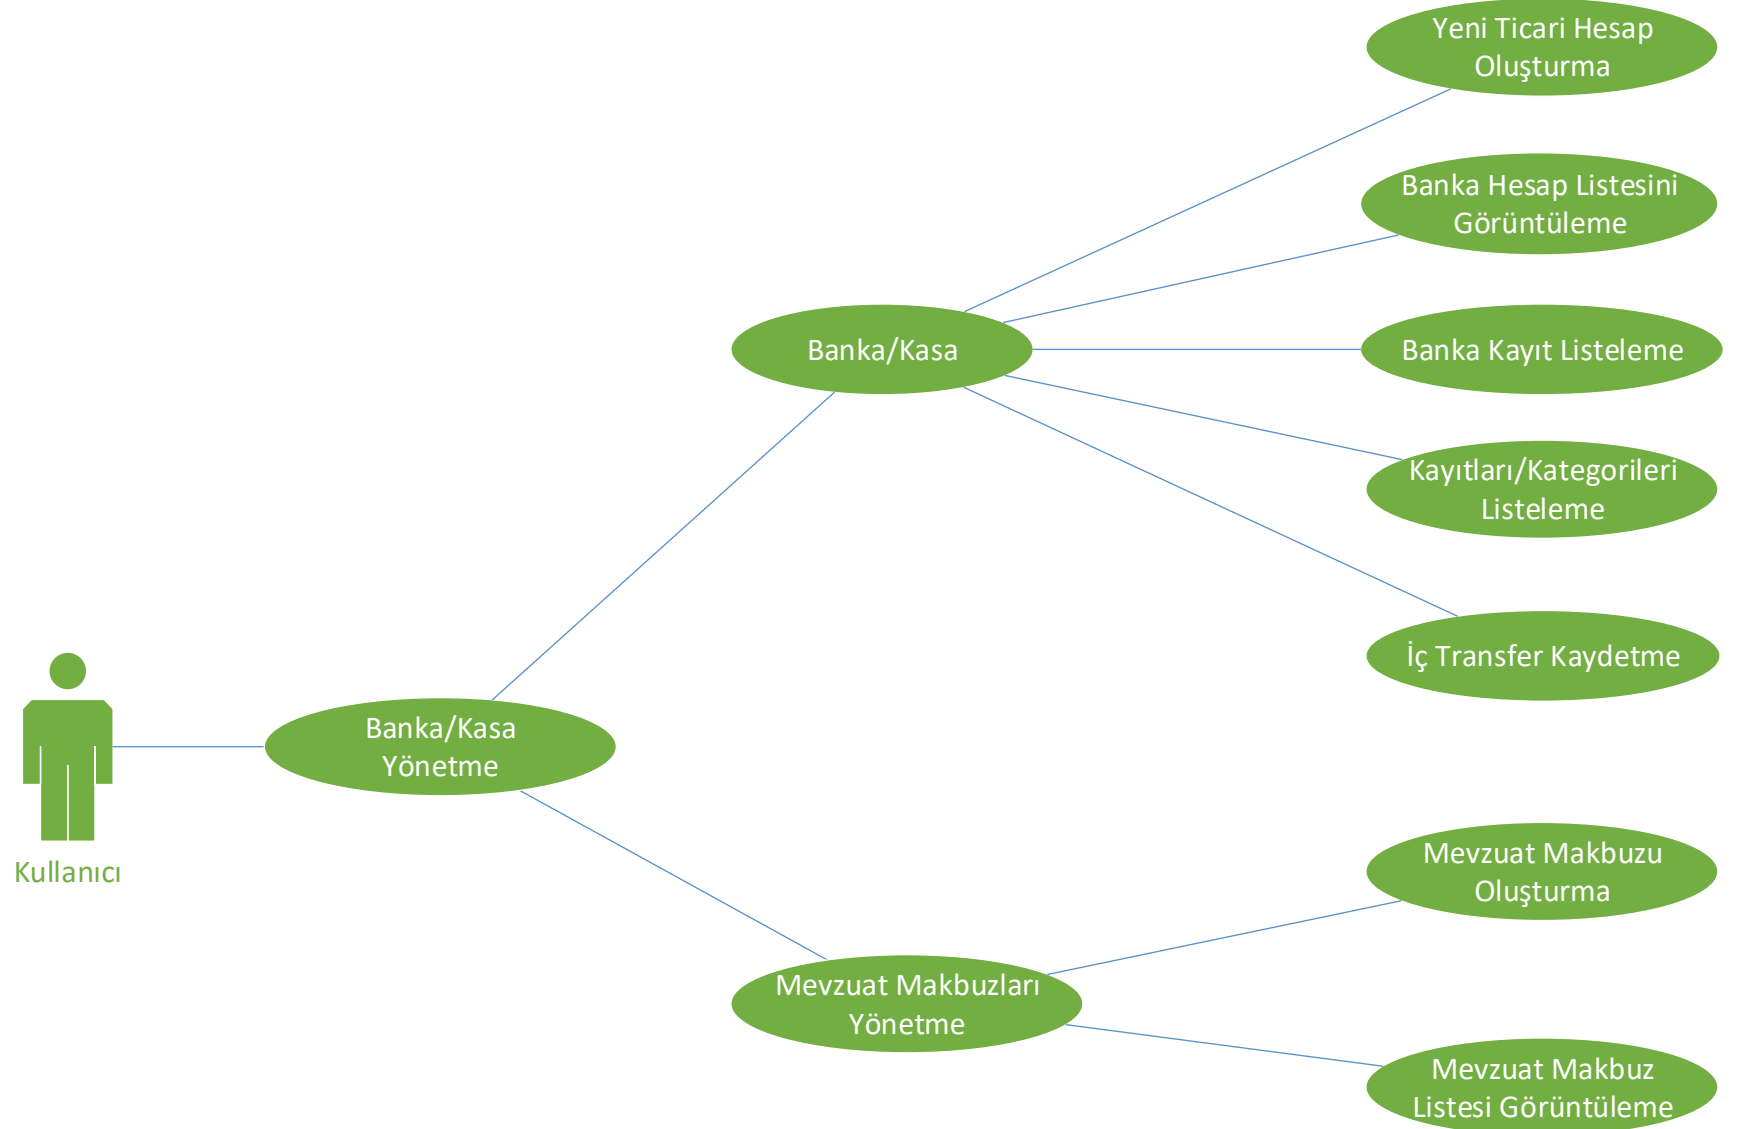 Yeni Ticari Hesap
Oluşturma
Banka Hesap Listesini
Görüntüleme
Banka/Kasa
Banka Kayıt Listeleme
Kayıtları/Kategorileri
Listeleme
İç Transfer Kaydetme
Banka/Kasa
Yönetme
Kullanıcı
Mevzuat Makbuzu
Oluşturma
Mevzuat Makbuzları
Yönetme
Mevzuat Makbuz
Listesi Görüntüleme